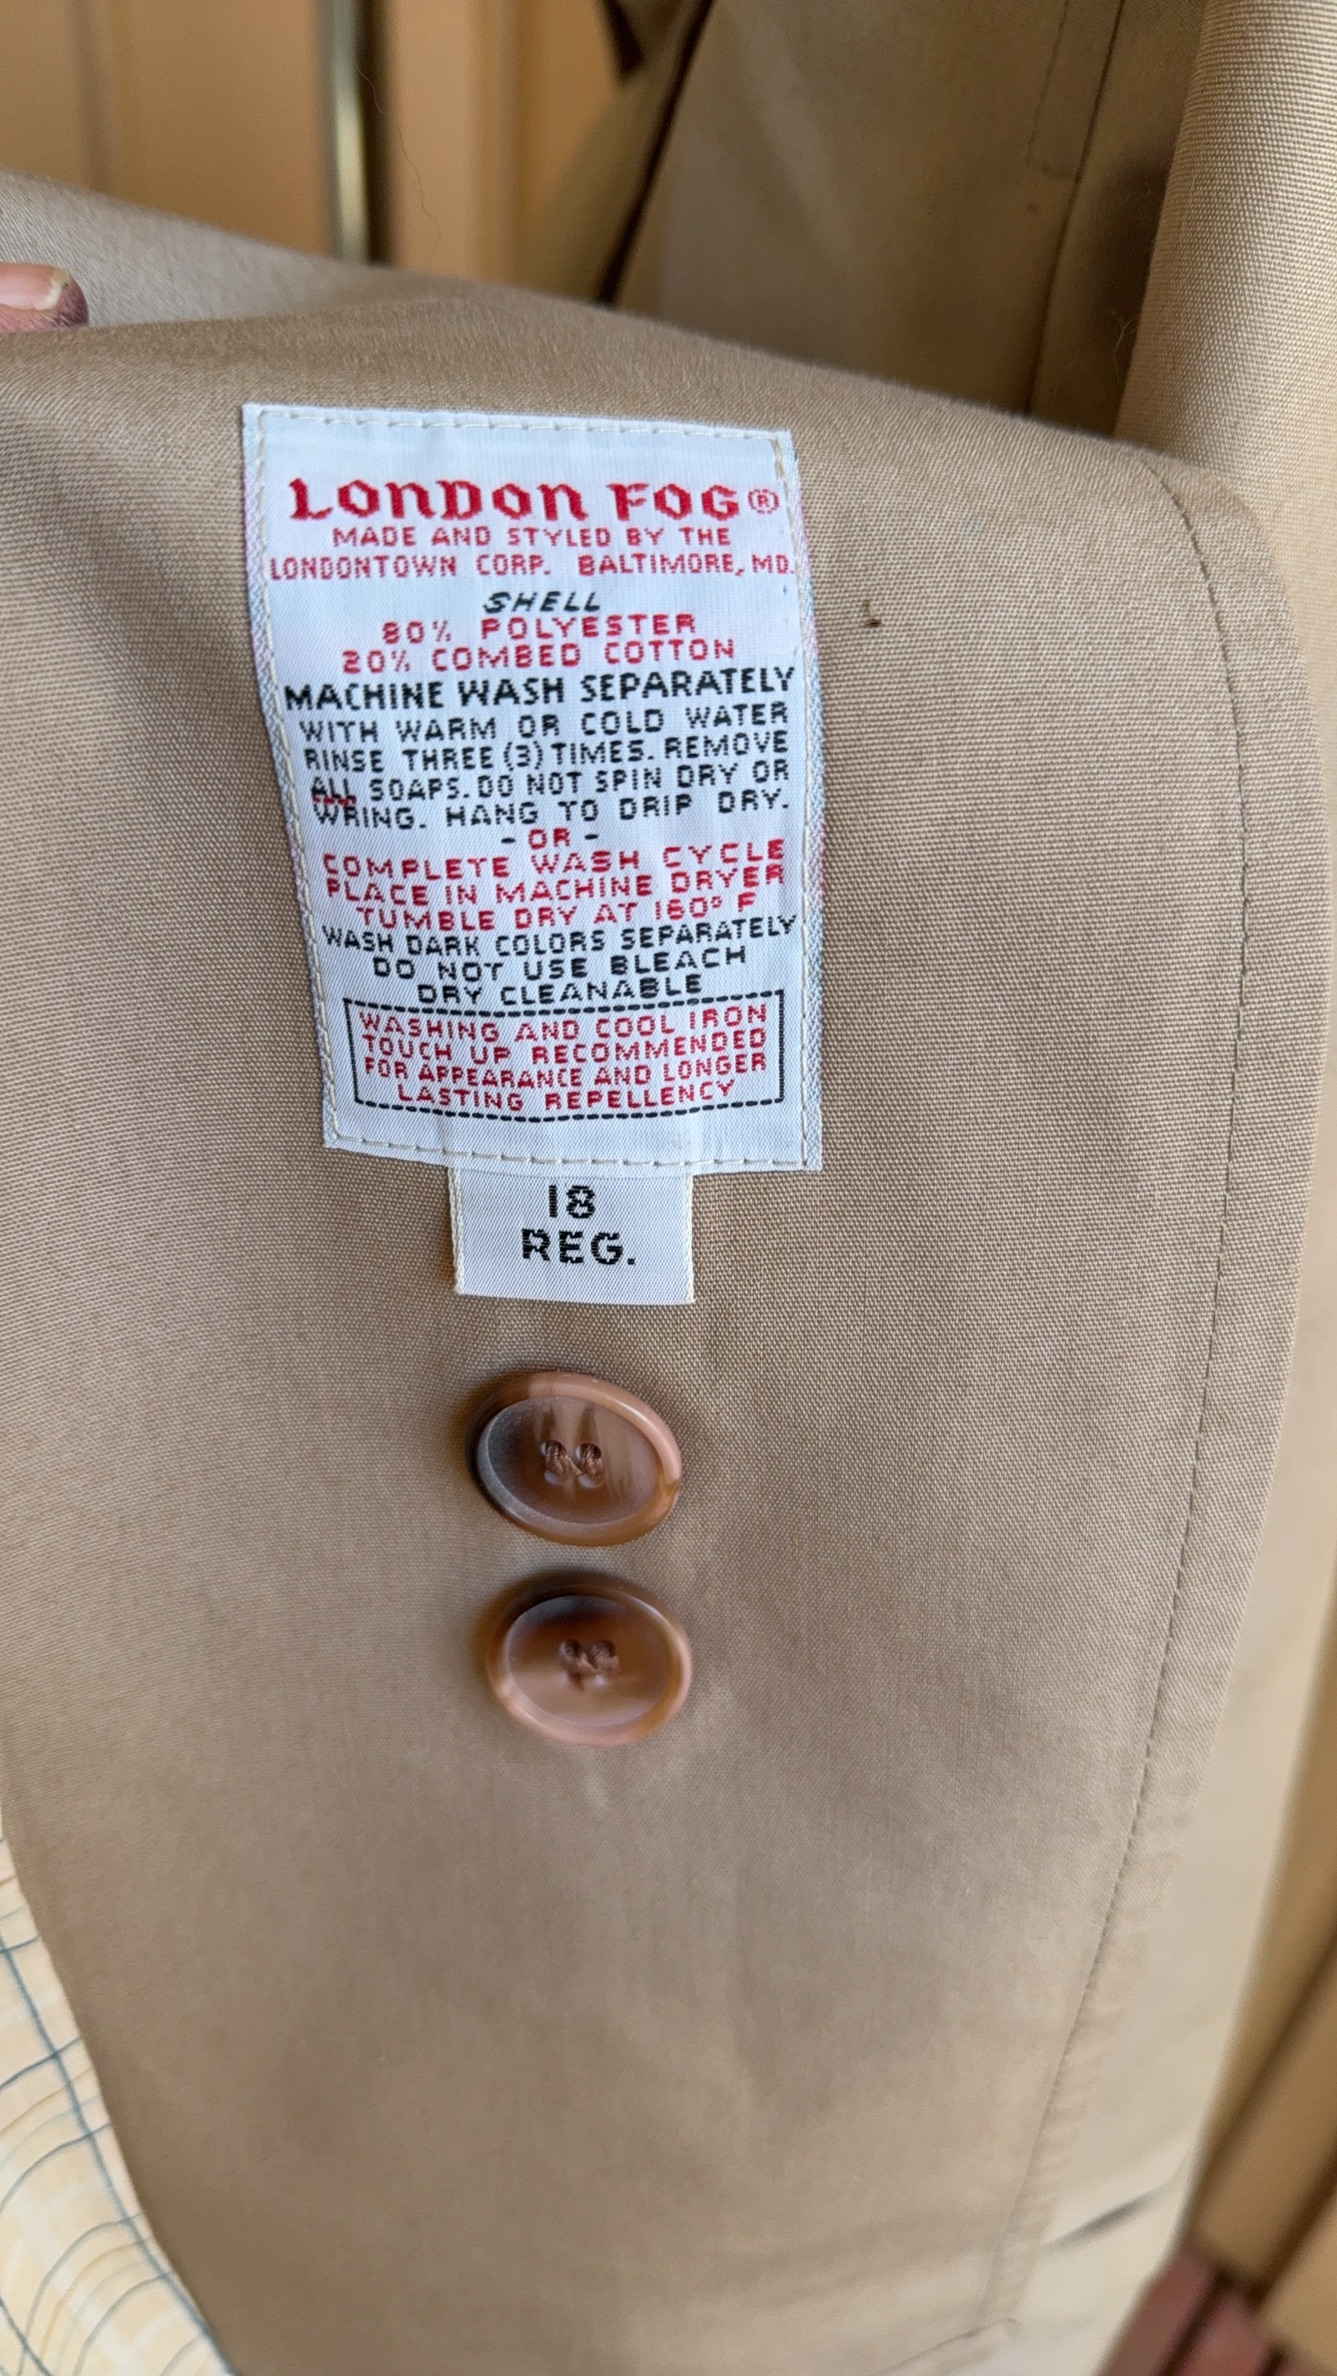 LONDON FOG®
MADE AND STYLED BY THE
LONDONTOWN CORP. BALTIMORE, MD.
SHELL
80% POLYESTER
20% COMBED COTTON
MACHINE WASH SEPARATELY
WITH WARM OR COLD WATER
RINSE THREE (3) TIMES. REMOVE
ALL SOAPS. DO NOT SPIN DRY OR
WRING. HANG TO DRIP DRY.
- OR -
COMPLETE WASH CYCLE
PLACE IN MACHINE DRYER
TUMBLE DRY AT 160° F
WASH DARK COLORS SEPARATELY
DO NOT USE BLEACH
DRY CLEANABLE
WASHING AND COOL IRON
TOUCH UP RECOMMENDED
FOR APPEARANCE AND LONGER
LASTING REPELLENCY
18
REG.